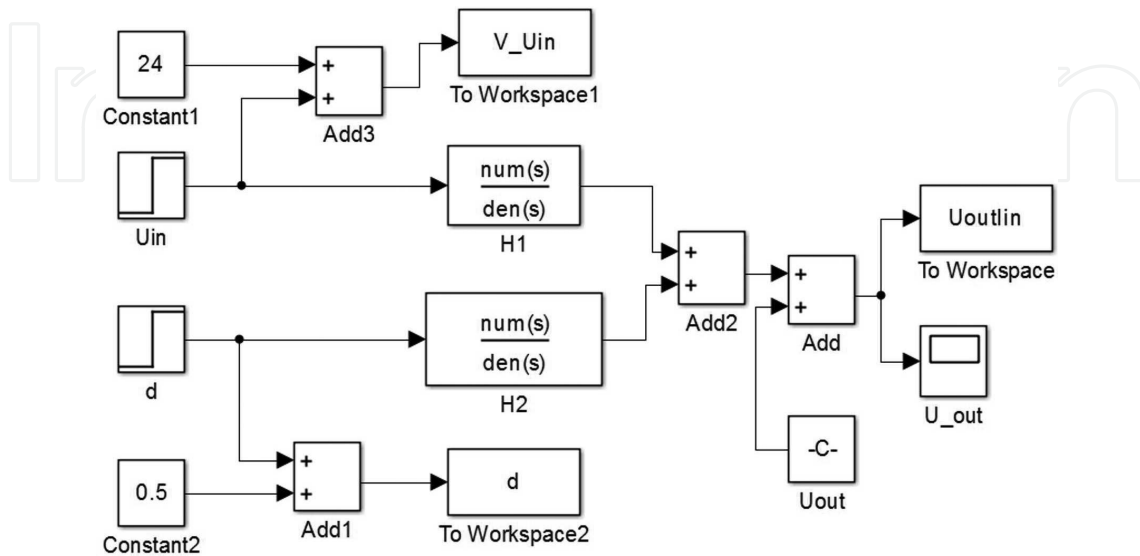 V_Uin
To Workspace1
24
Constant1
+
+
Add3
Uin
num(s)
den(s)
H1
+
+
Add2
Uoutlin
To Workspace
+
+
Add
d
num(s)
den(s)
H2
U_out
-C-
Uout
+
+
Add1
0.5
Constant2
d
To Workspace2